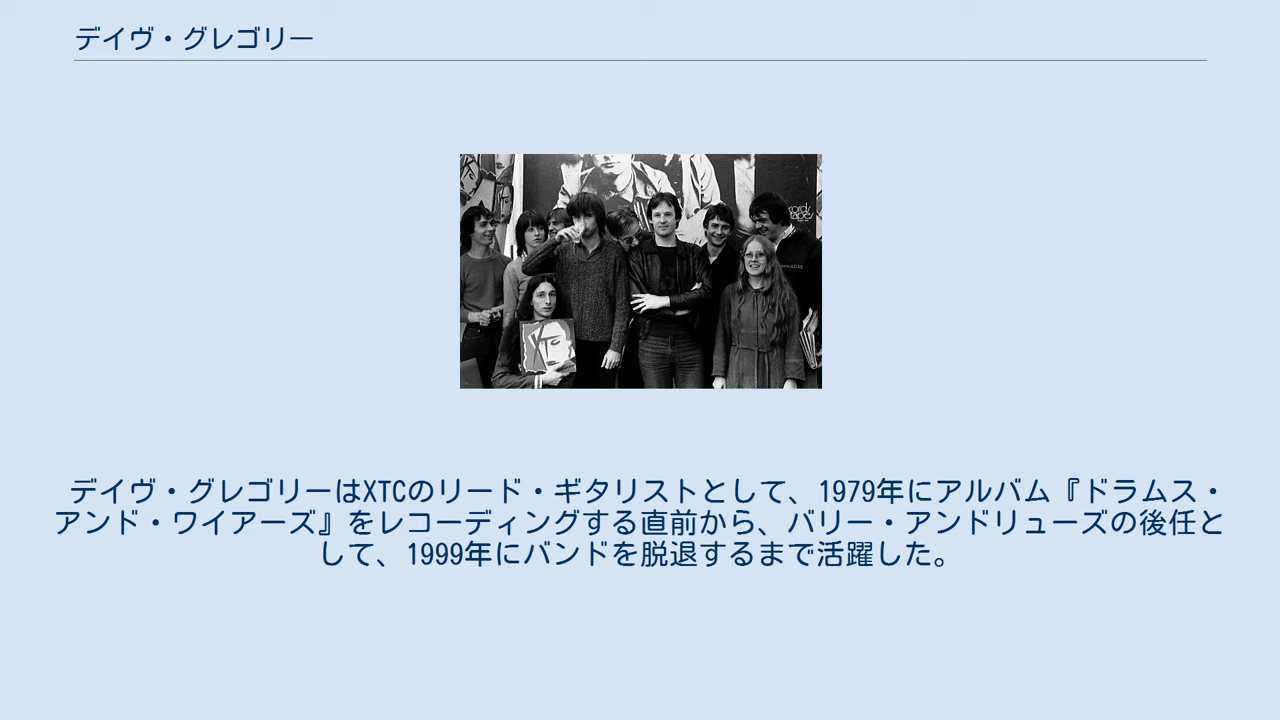 デイヴ・グレゴリー
XTC
デイヴ・グレゴリーはXTCのリード・ギタリストとして、1979年にアルバム『ドラムス・
アンド・ワイアーズ』をレコーディングする直前から、バリー・アンドリューズの後任と
して、1999年にバンドを脱退するまで活躍した。